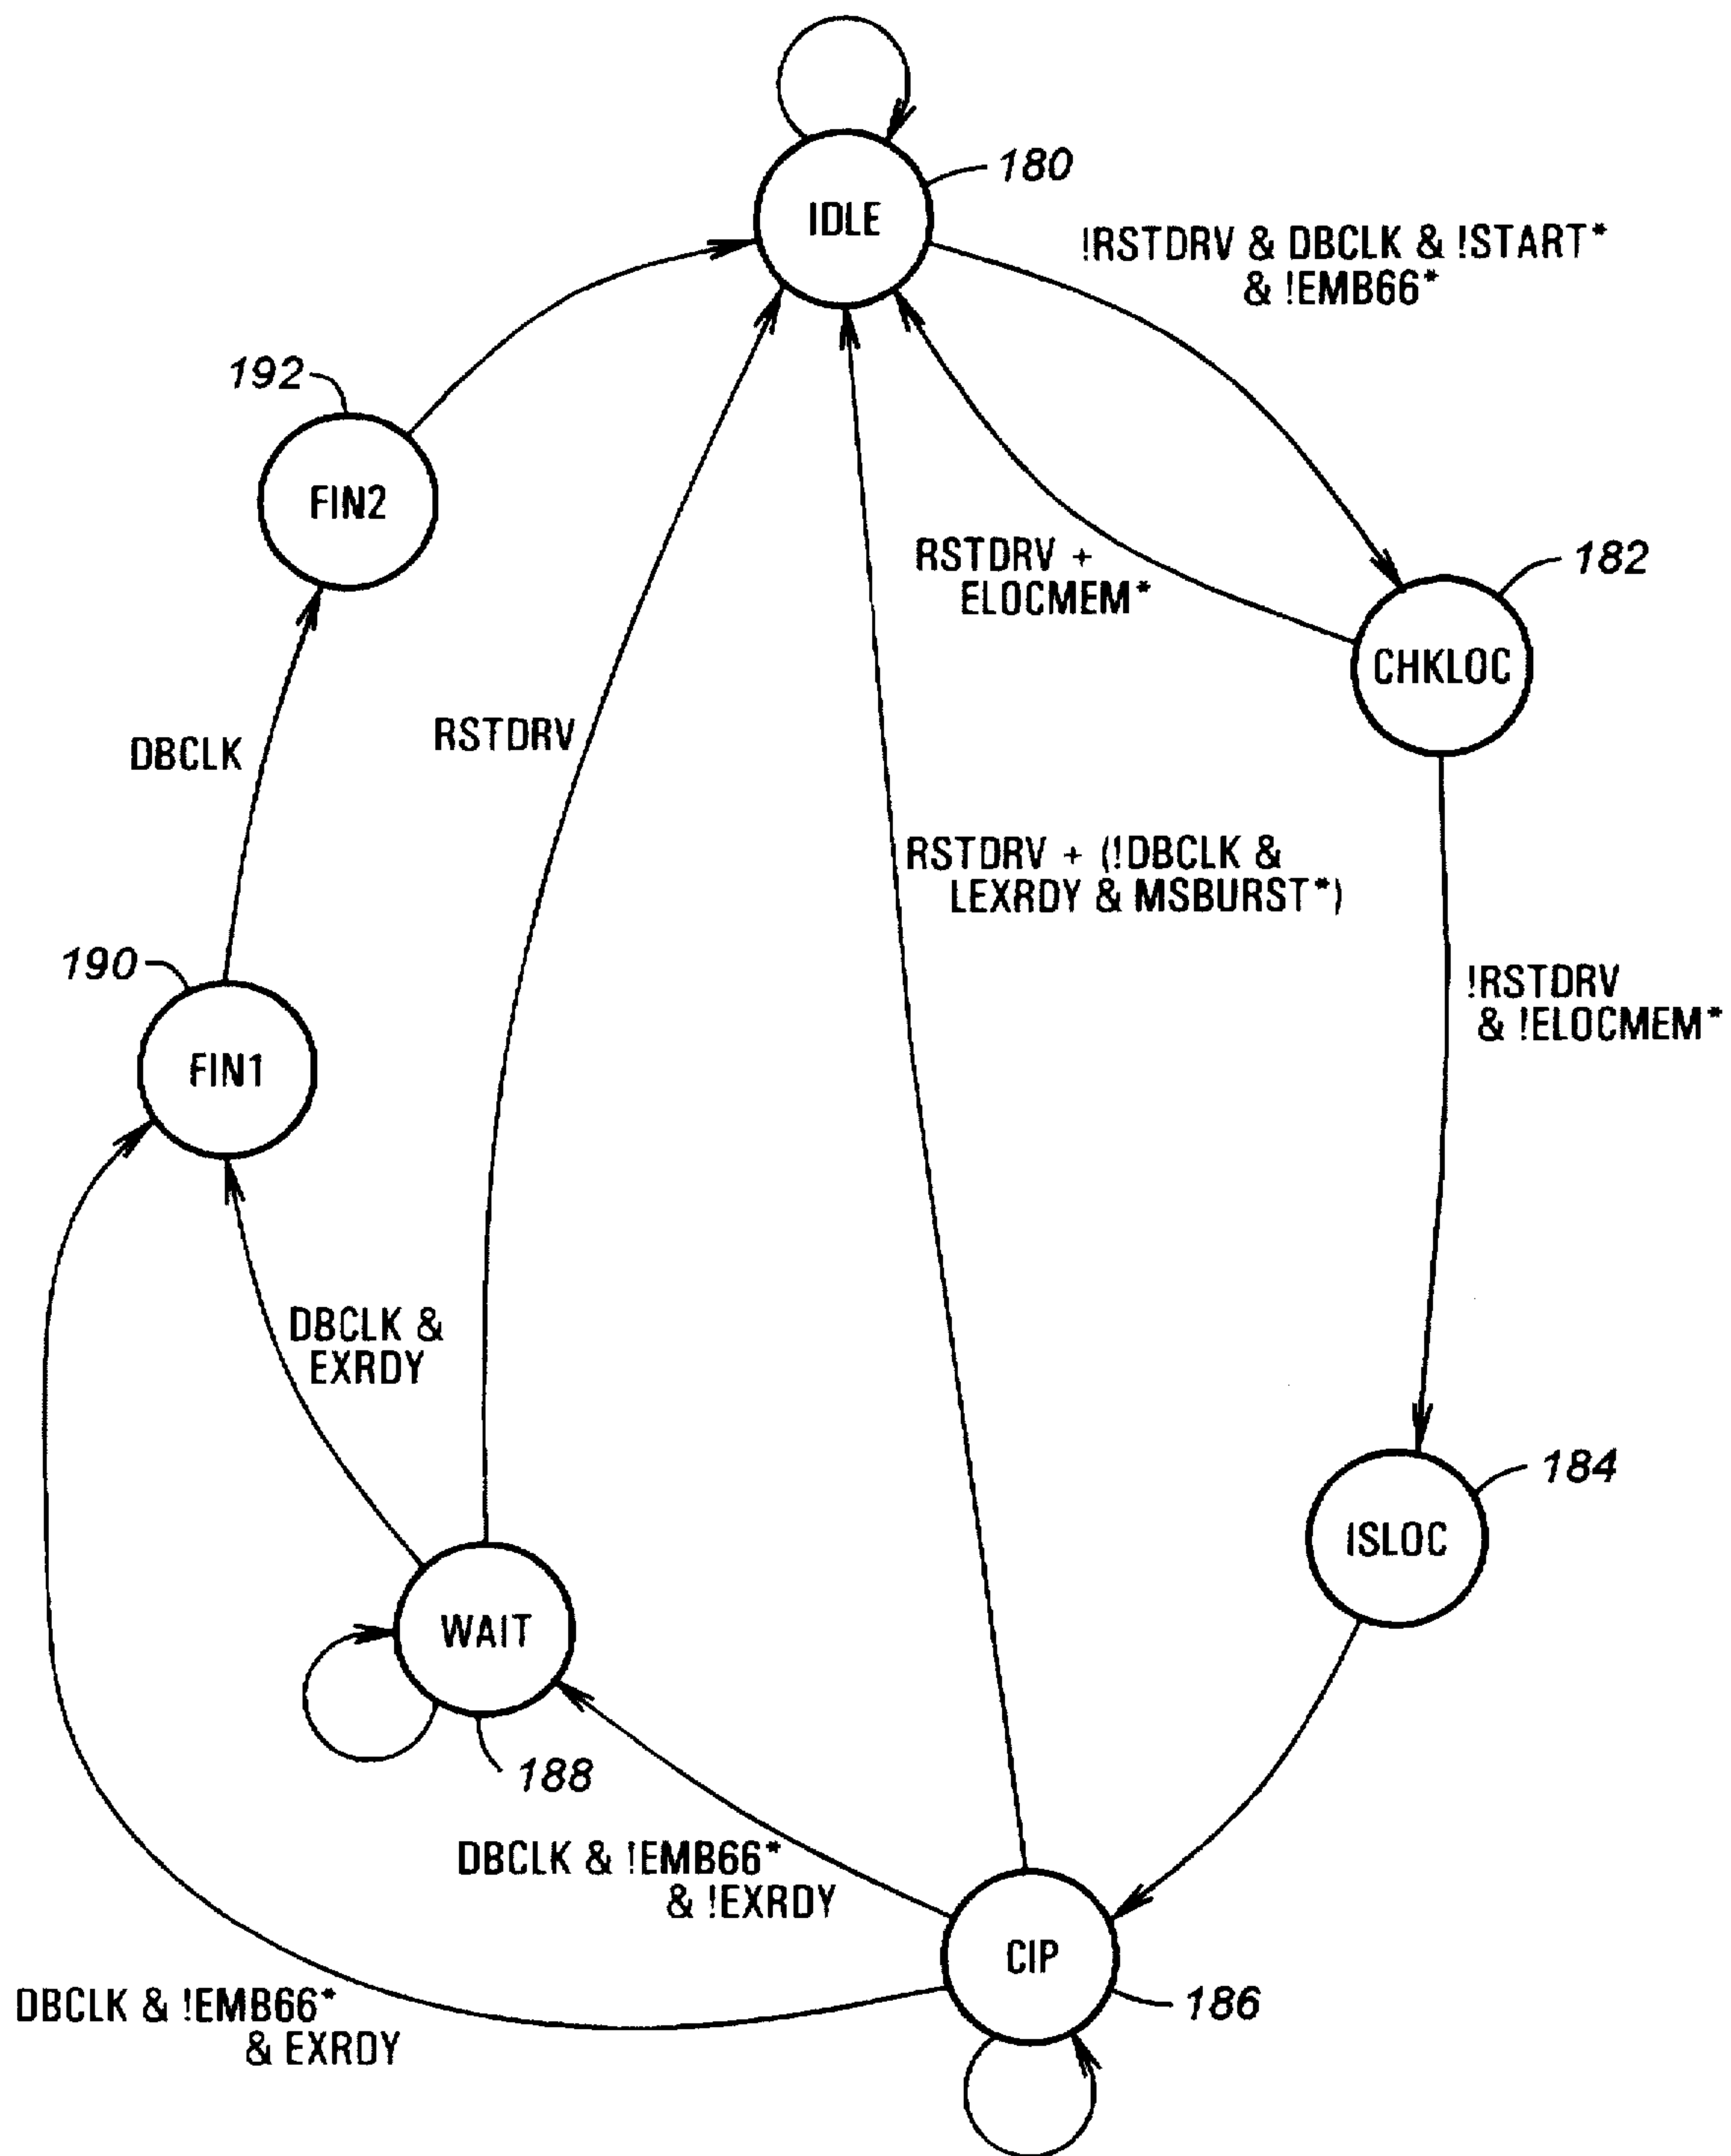 180
IDLE
!RSTDRV & DBCLK & !START*
& !EMB66*
192
FIN2
RSTDRV +
ELOCMEM*
182
CHKLOC
DBCLK
RSTDRV
RSTDRV + (!DBCLK &
LEXRDY & MSBURST*)
190
FIN1
!RSTDRV
& !ELOCMEM*
DBCLK &
EXRDY
184
ISLOC
WAIT
188
DBCLK & !EMB66*
& !EXRDY
CIP
186
DBCLK & !EMB66*
& EXRDY